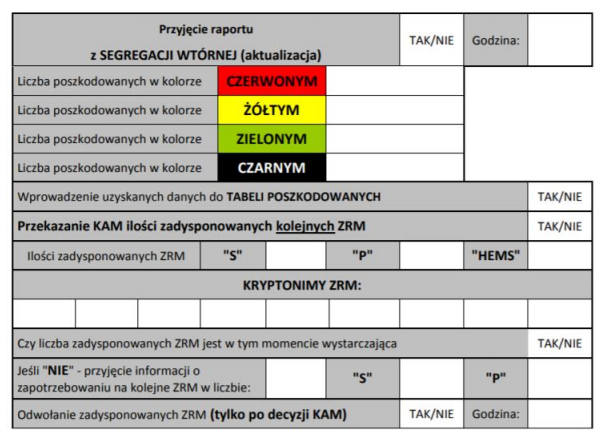 Przyjęcie raportu
z SEGREGACJI WTÓRNEJ (aktualizacja)
TAK/NIE
Godzina:
Liczba poszkodowanych w kolorze CZERWONYM
Liczba poszkodowanych w kolorze ŻÓŁTYM
Liczba poszkodowanych w kolorze ZIELONYM
Liczba poszkodowanych w kolorze CZARNYM
Wprowadzenie uzyskanych danych do TABELI POSZKODOWANYCH TAK/NIE
Przekazanie KAM ilości zadysponowanych kolejnych ZRM TAK/NIE
Ilości zadysponowanych ZRM "S" "P" "HEMS"
KRYPTONIMY ZRM:
Czy liczba zadysponowanych ZRM jest w tym momencie wystarczająca TAK/NIE
Jeśli "NIE" - przyjęcie informacji o
zapotrzebowaniu na kolejne ZRM w liczbie:
"S" "P"
Odwołanie zadysponowanych ZRM (tylko po decyzji KAM) TAK/NIE Godzina: